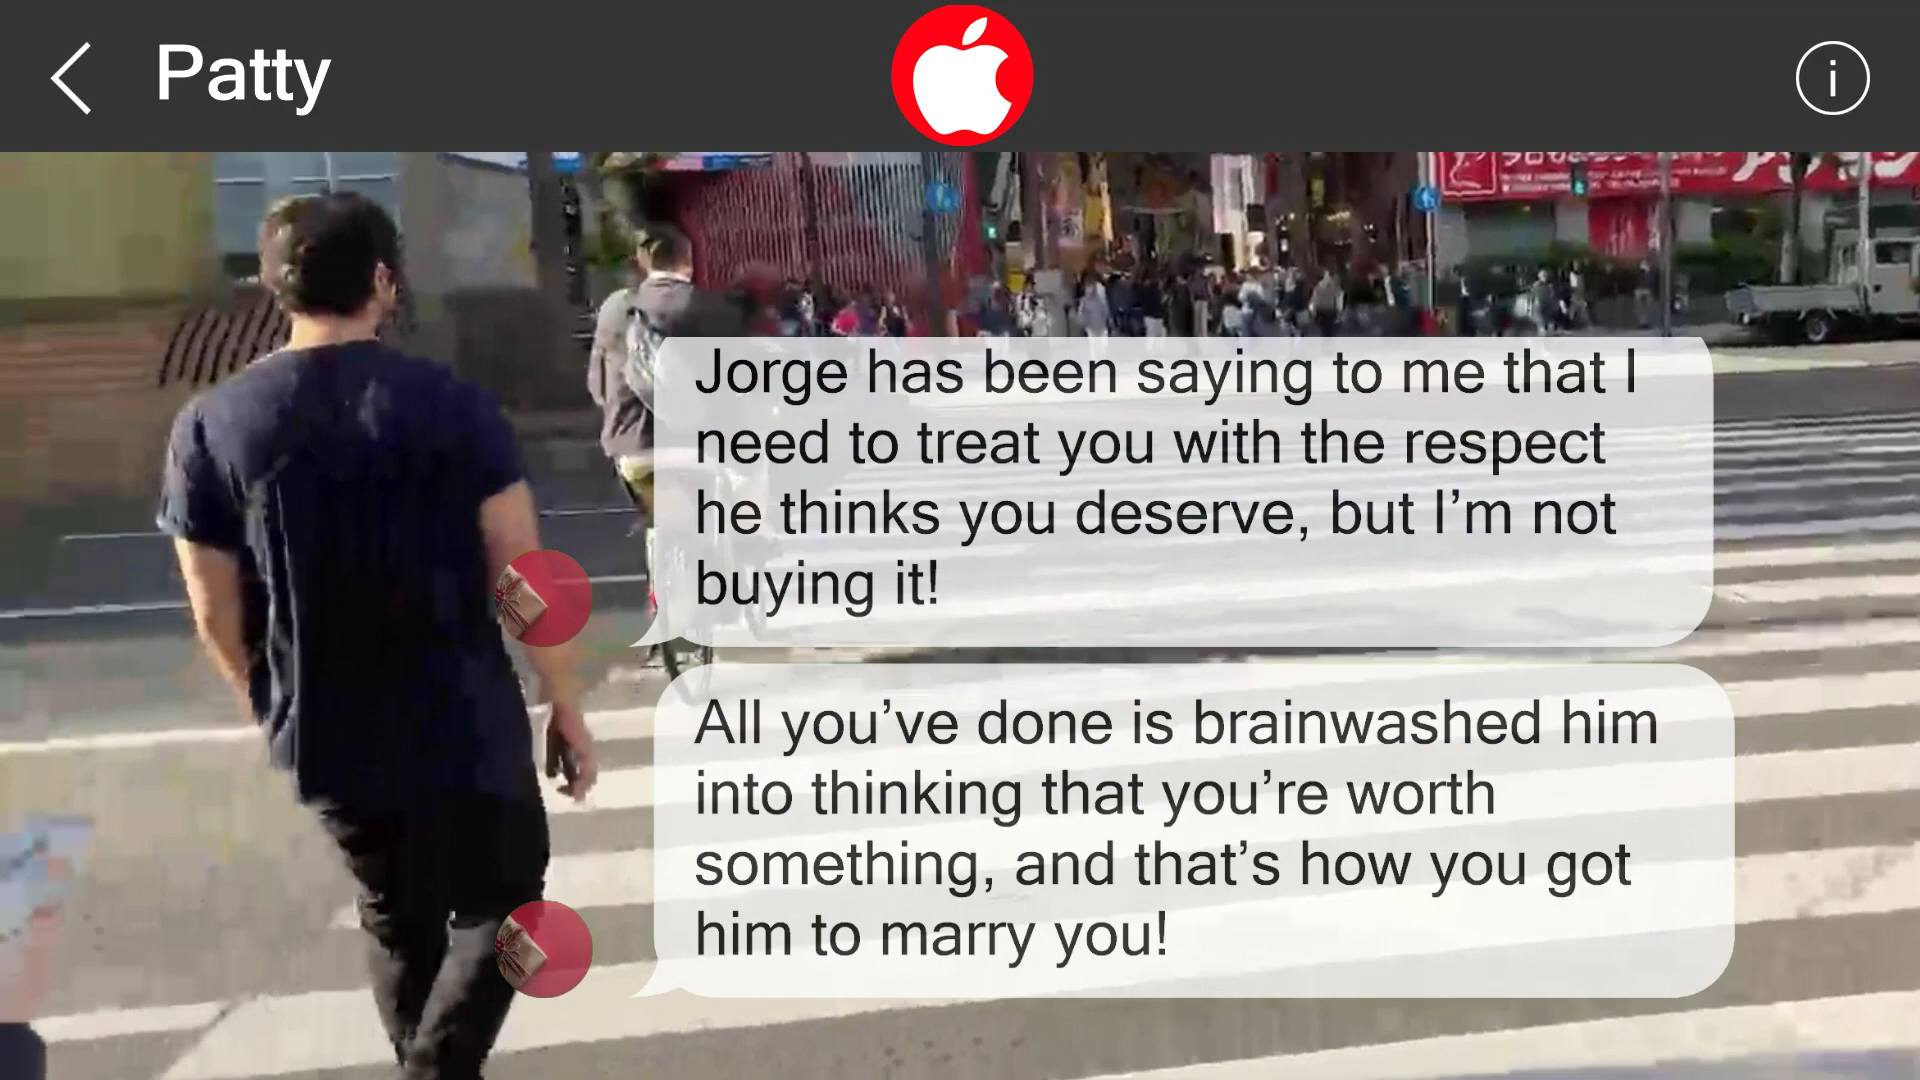 Patty
Jorge has been saying to me that I
need to treat you with the respect
he thinks you deserve, but I’m not
buying it!
All you’ve done is brainwashed him
into thinking that you’re worth
something, and that’s how you got
him to marry you!